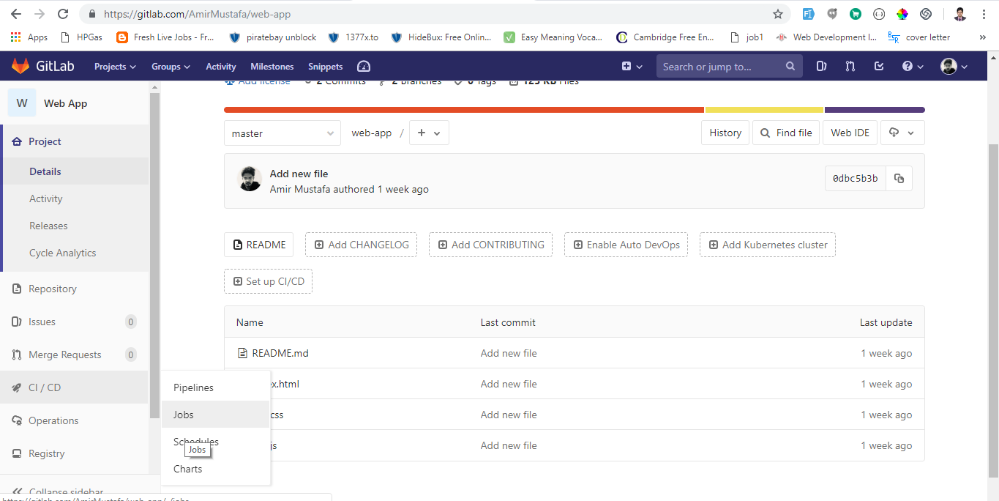 https://gitlab.com/AmirMustafa/web-app
Apps HPGas Fresh Live Jobs - Fr... piratebay unblock 1377x.to HideBux: Free Onlin... Easy Meaning Voca... Cambridge Free En... job1 Web Development I... cover letter »
GitLab Projects Groups Activity Milestones Snippets Search or jump to...
Add license 2 Commits 2 Branches 0 Tags 123 KB Files
W Web App
master web-app / + History Find file Web IDE
Project
Details
Activity
Releases
Cycle Analytics
Add new file
Amir Mustafa authored 1 week ago
0dbc5b3b
README Add CHANGELOG Add CONTRIBUTING Enable Auto DevOps Add Kubernetes cluster
Set up CI/CD
Repository
Issues 0
Merge Requests 0
CI / CD
Operations
Registry
Collapse sidebar
Name Last commit Last update
README.md Add new file 1 week ago
ex.html Add new file 1 week ago
css Add new file 1 week ago
js Add new file 1 week ago
Pipelines
Jobs
Schedules
Jobs
Charts
https://gitlab.com/AmirMustafa/web-app/-/jobs